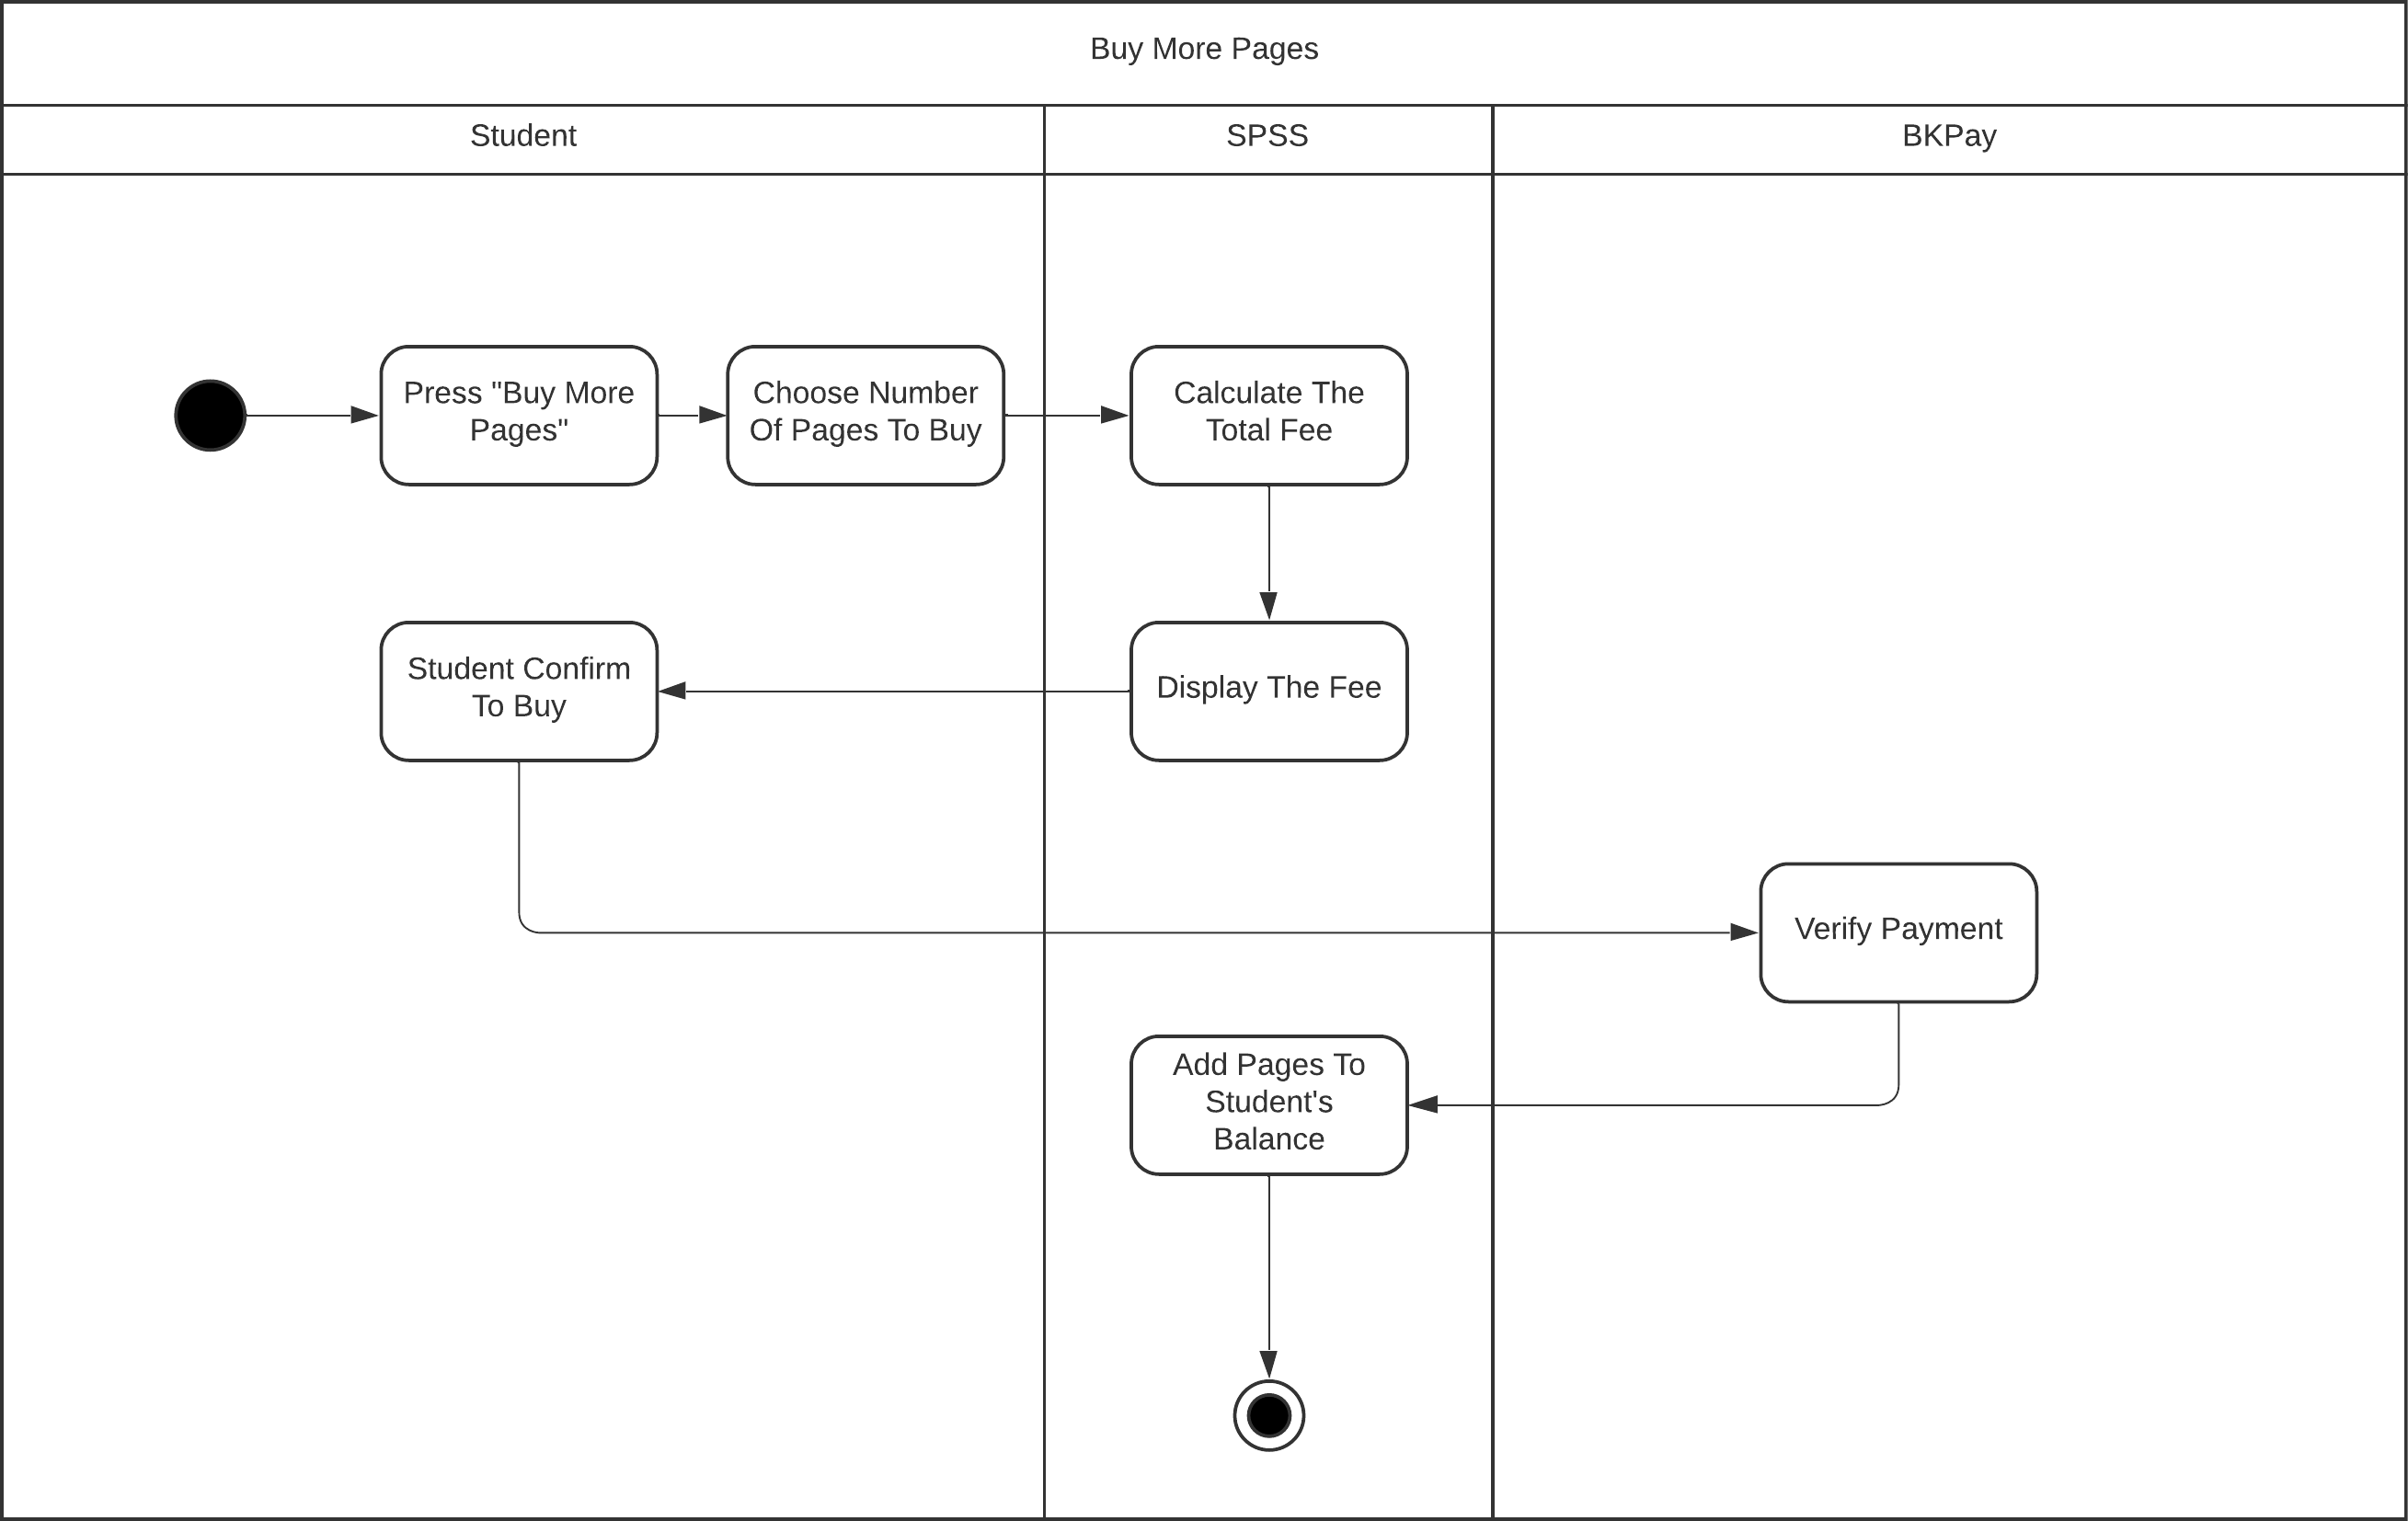 Buy More Pages
Student
SPSS
BKPay
Press "Buy More
Pages"
Choose Number
Of Pages To Buy
Calculate The
Total Fee
Student Confirm
To Buy
Display The Fee
Verify Payment
Add Pages To
Student's
Balance